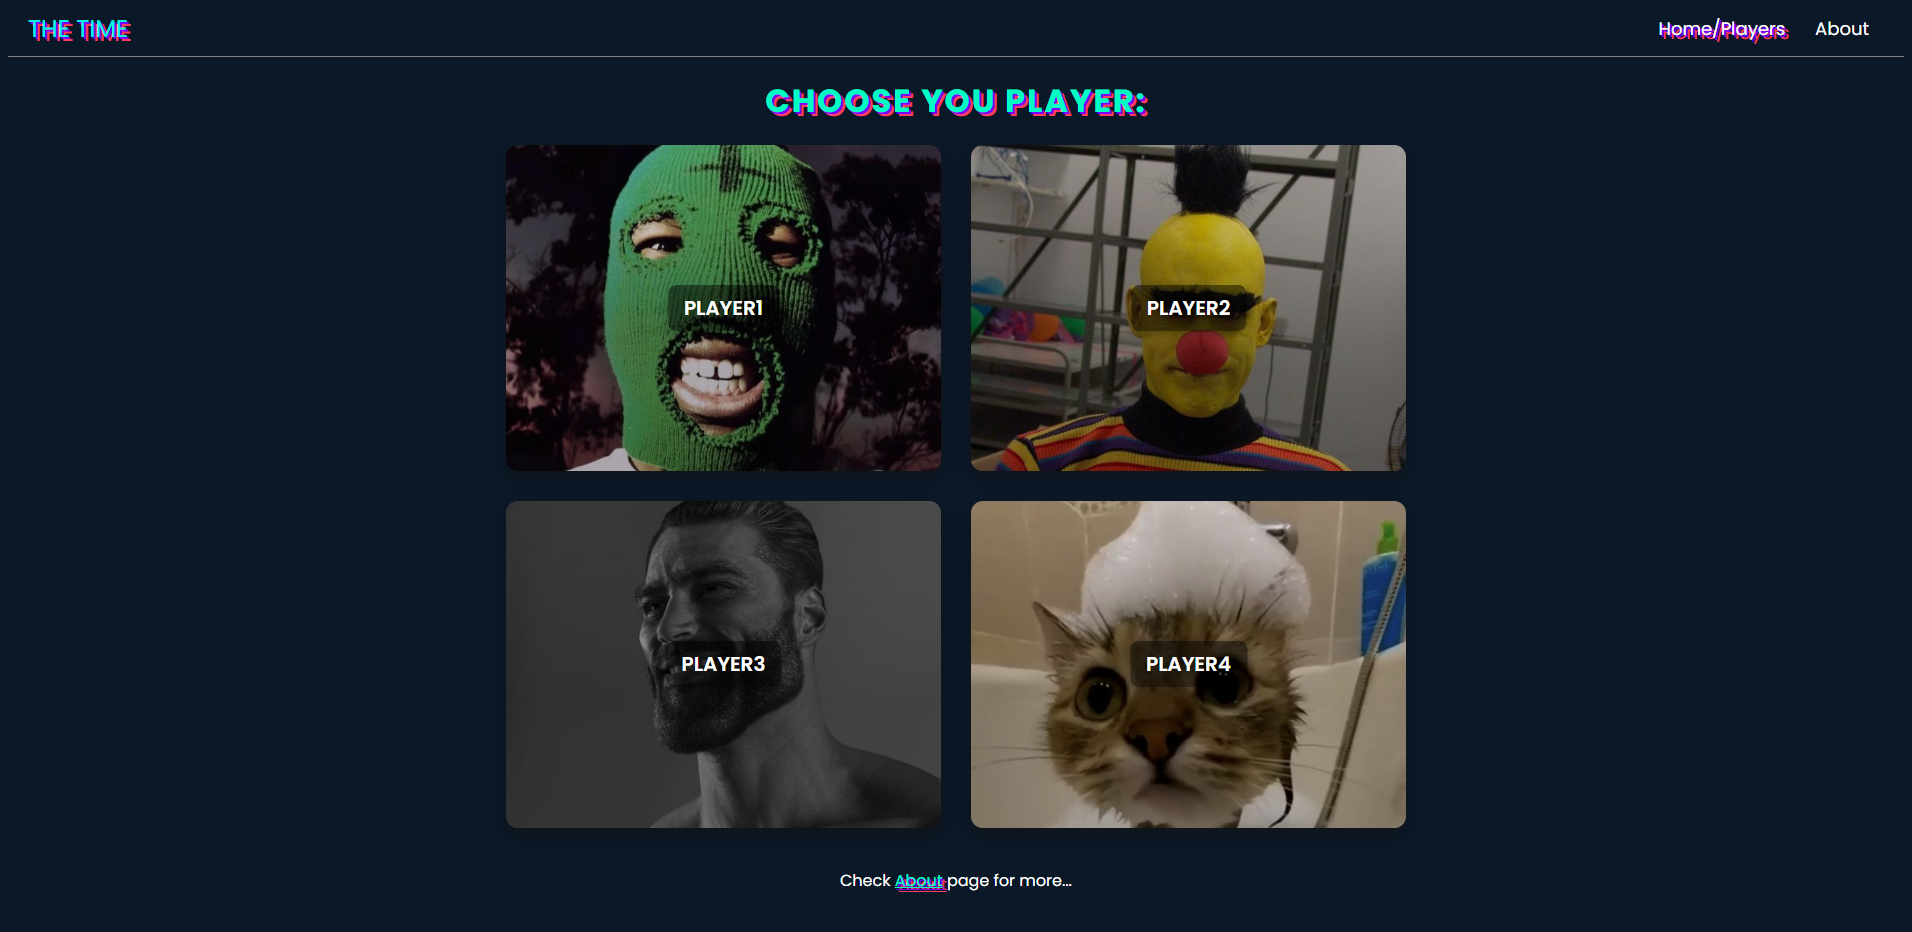 THE TIME
Home/Players
About
CHOOSE YOU PLAYER:
PLAYER1
PLAYER2
PLAYER3
PLAYER4
Check About page for more...